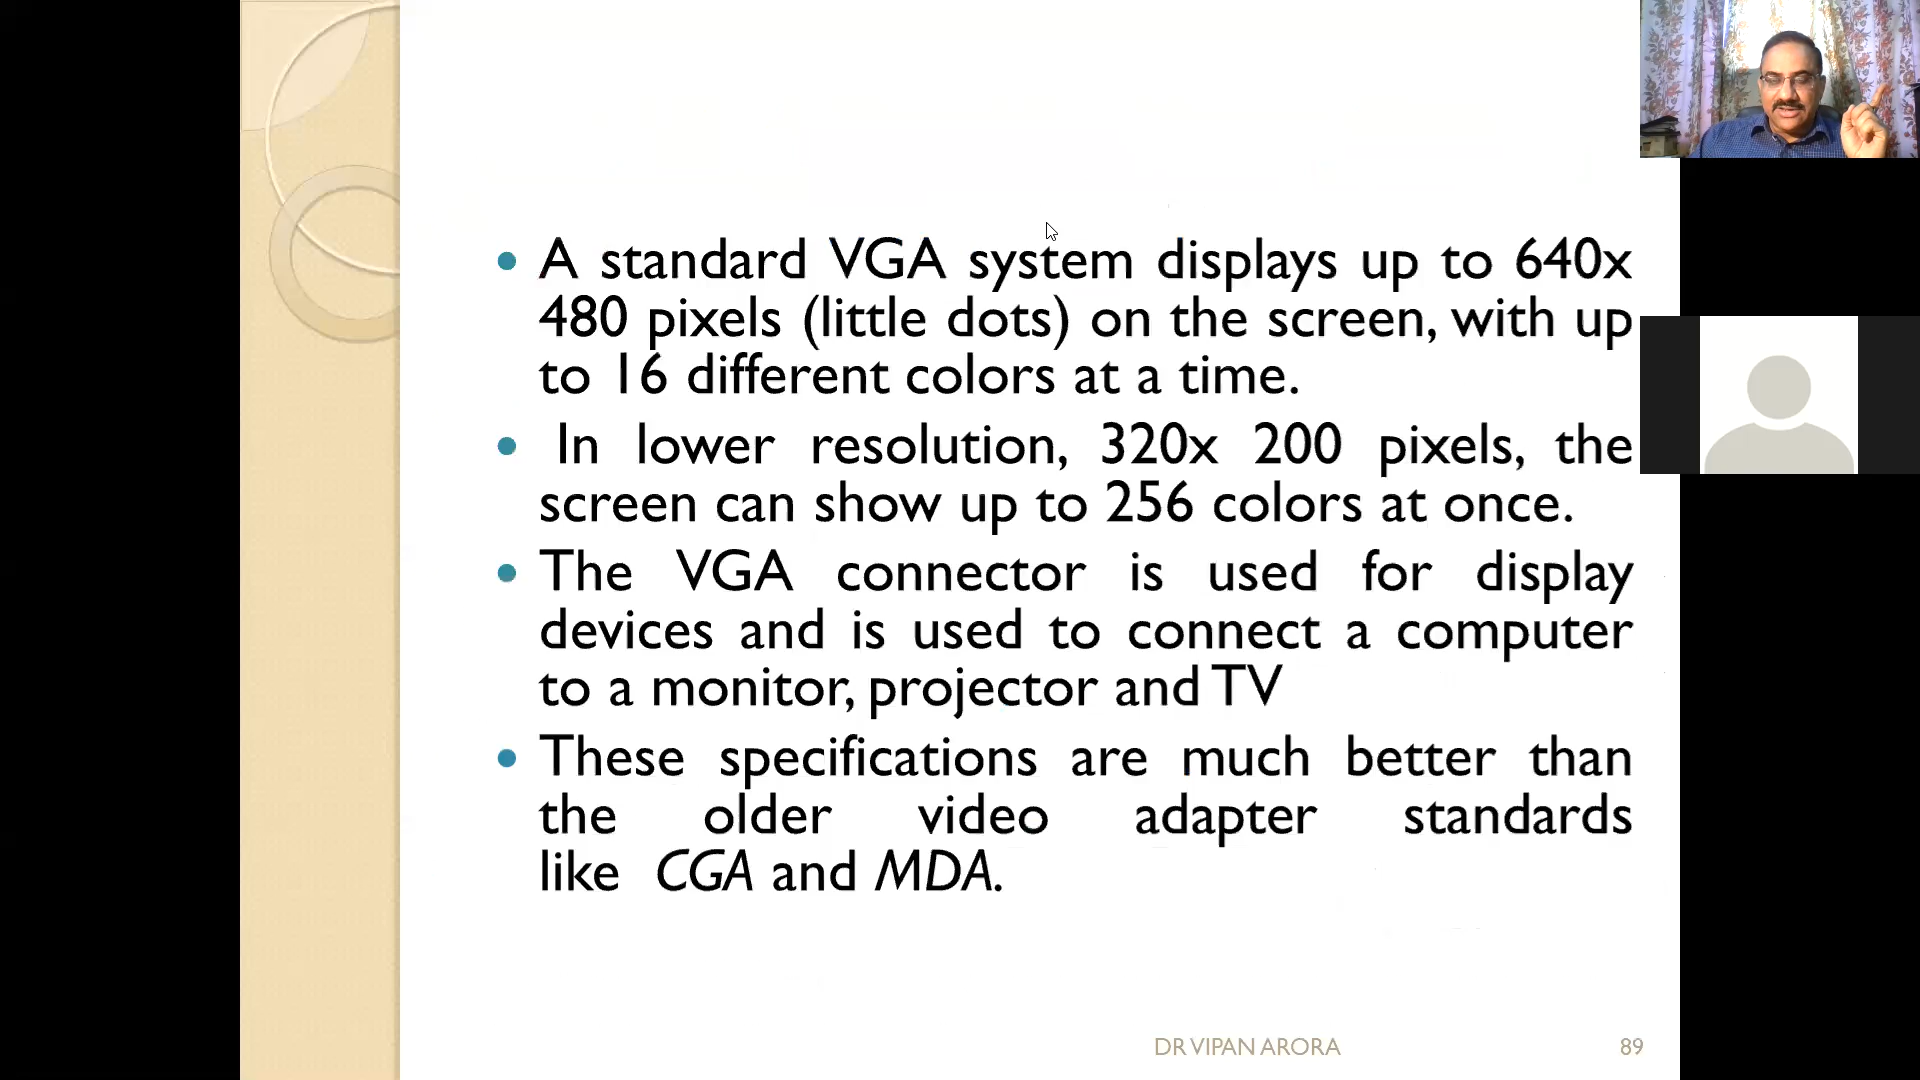 A standard VGA system displays up to 640x
480 pixels (little dots) on the screen, with up
to 16 different colors at a time.
In lower resolution, 320x 200 pixels, the
screen can show up to 256 colors at once.
The VGA connector is used for display
devices and is used to connect a computer
to a monitor, projector and TV
These specifications are much better than
the older video adapter standards
like CGA and MDA.
DR VIPAN ARORA 89